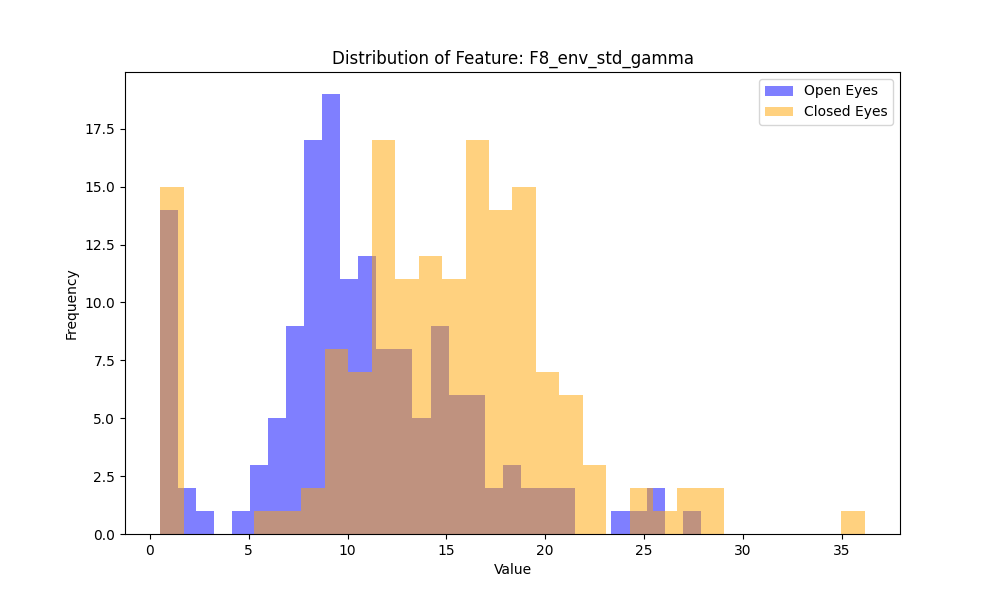 Distribution of Feature: F8_env_std_gamma
Open Eyes
Closed Eyes
17.5
15.0
12.5
10.0
7.5
5.0
2.5
0.0
Frequency
0 5 10 15 20 25 30 35
Value